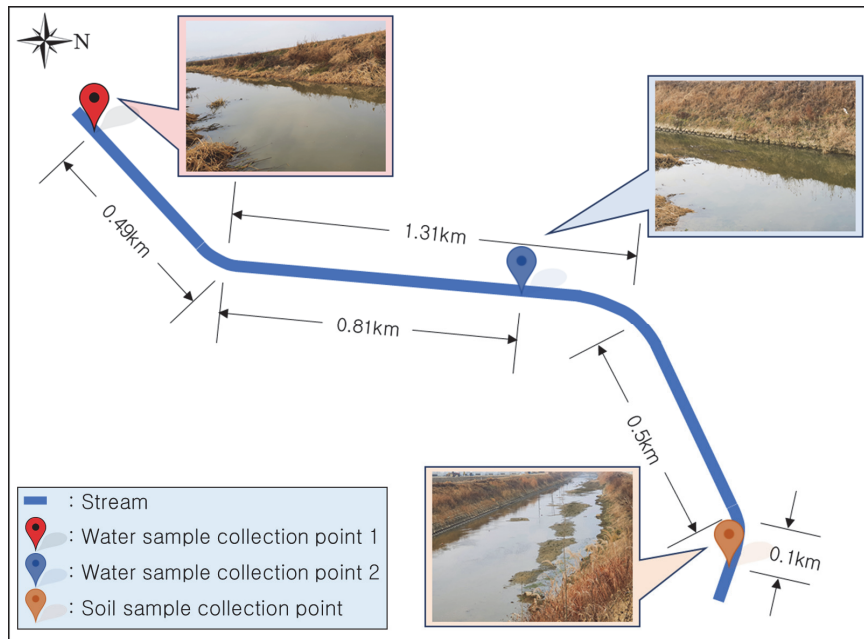 N
0.49km
1.31km
0.81km
0.5km
0.1km
: Stream
: Water sample collection point 1
: Water sample collection point 2
: Soil sample collection point